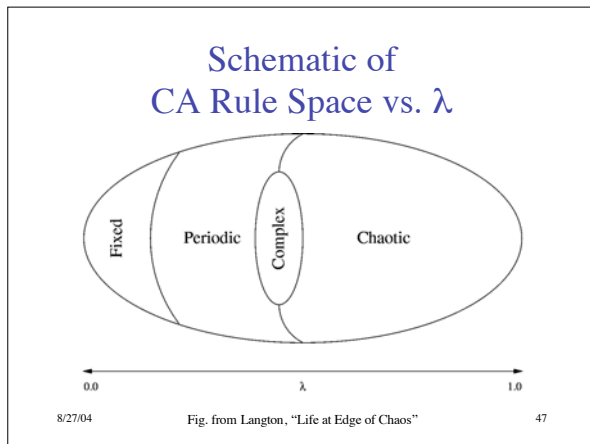 Schematic of
CA Rule Space vs. λ
Fixed
Periodic
Complex
Chaotic
0.0 λ 1.0
8/27/04 Fig. from Langton, “Life at Edge of Chaos” 47